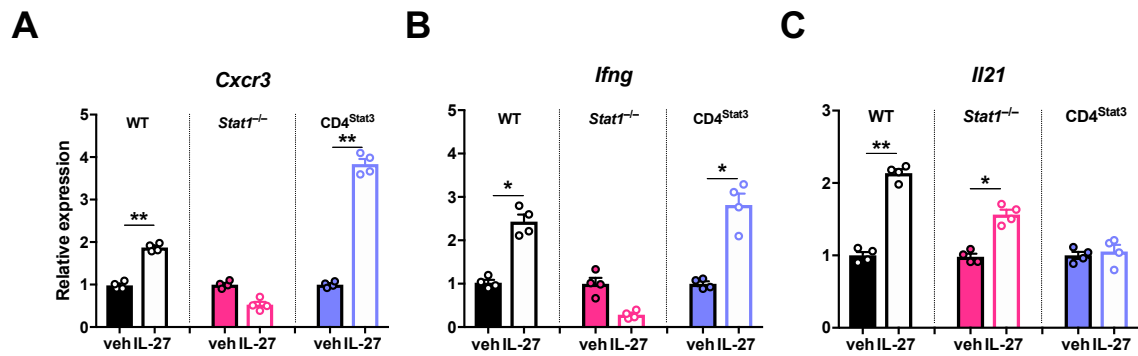 A
B
C
Cxcr3
Ifng
Il21
Relative expression
5
4
3
2
1
0
WT
Stat1–/–
CD4Stat3
**
**
veh IL-27
veh IL-27
veh IL-27
5
4
3
2
1
0
WT
Stat1–/–
CD4Stat3
*
*
veh IL-27
veh IL-27
veh IL-27
3
2
1
0
WT
Stat1–/–
CD4Stat3
**
*
veh IL-27
veh IL-27
veh IL-27